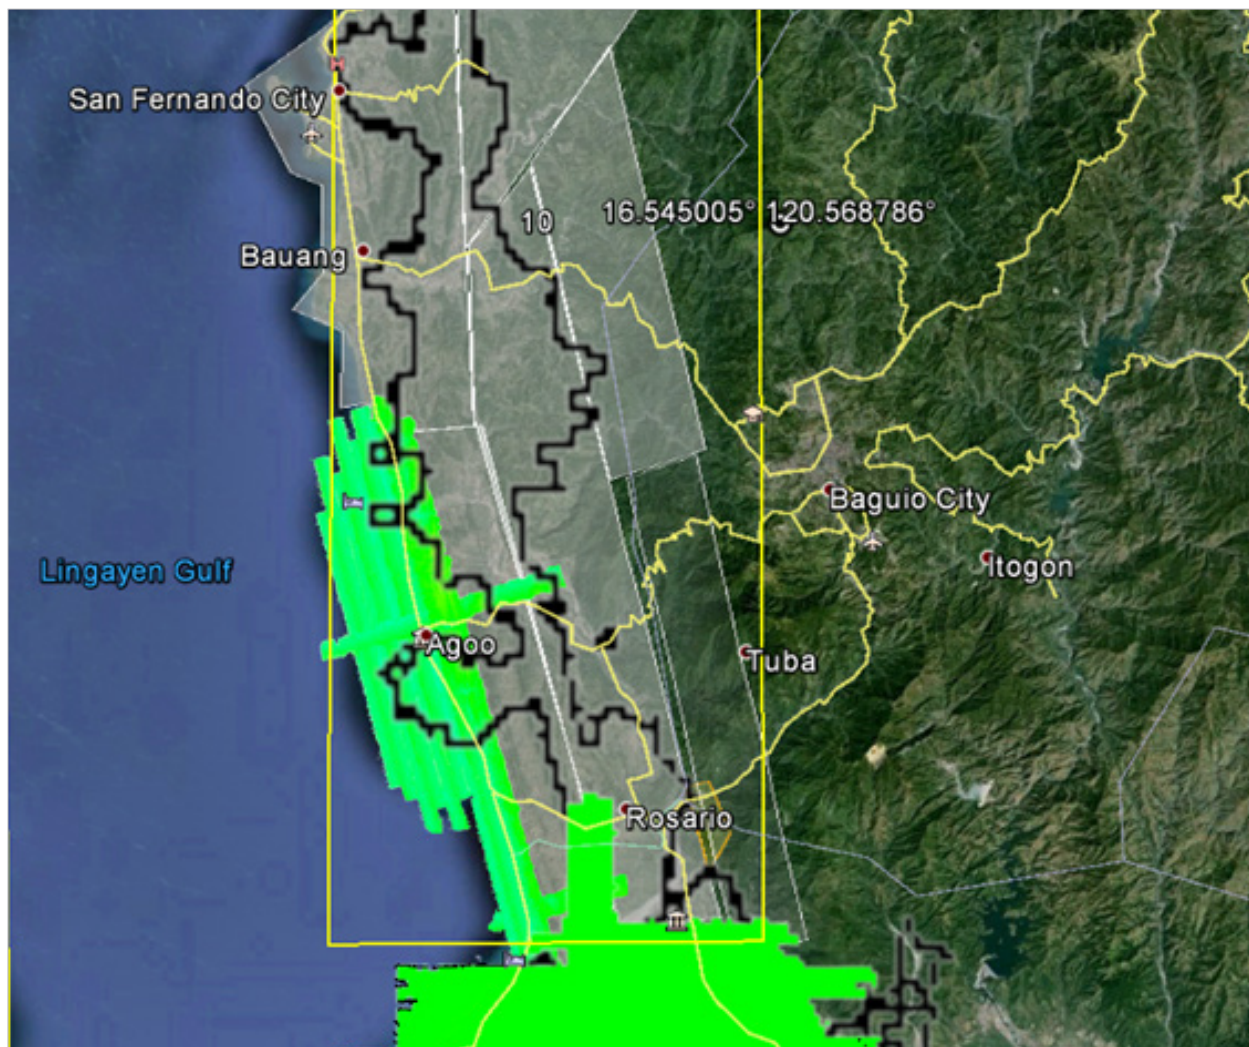 San Fernando City
10
16.545005° 120.568786°
Bauang
Baguio City
Lingayen Gulf
Itogon
Agoo
Tuba
Rosario